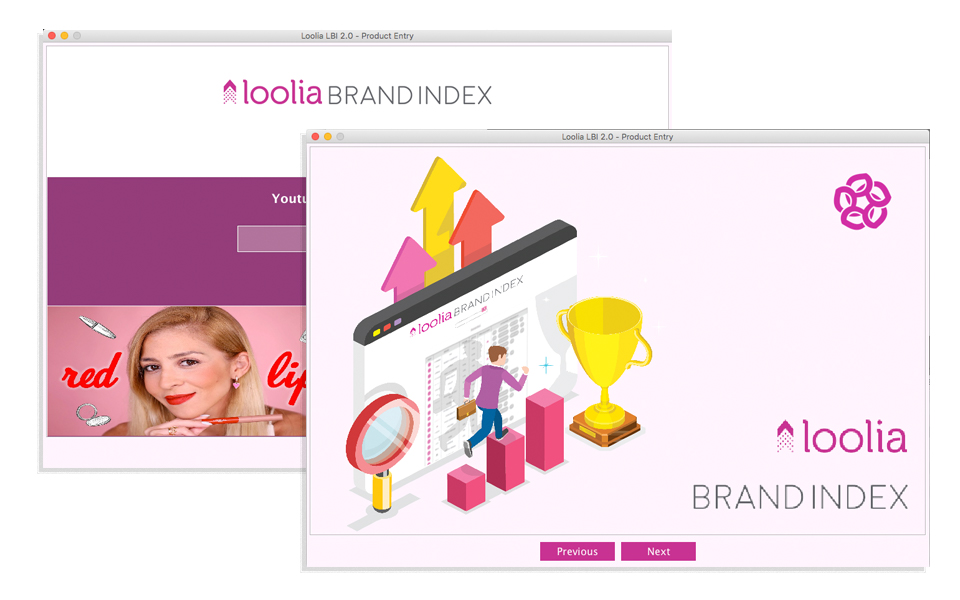 Loolia LBI 2.0 - Product Entry
loolia BRAND INDEX
Youtu
red lip
Loolia LBI 2.0 - Product Entry
loolia BRAND INDEX
loolia
BRAND INDEX
Previous Next